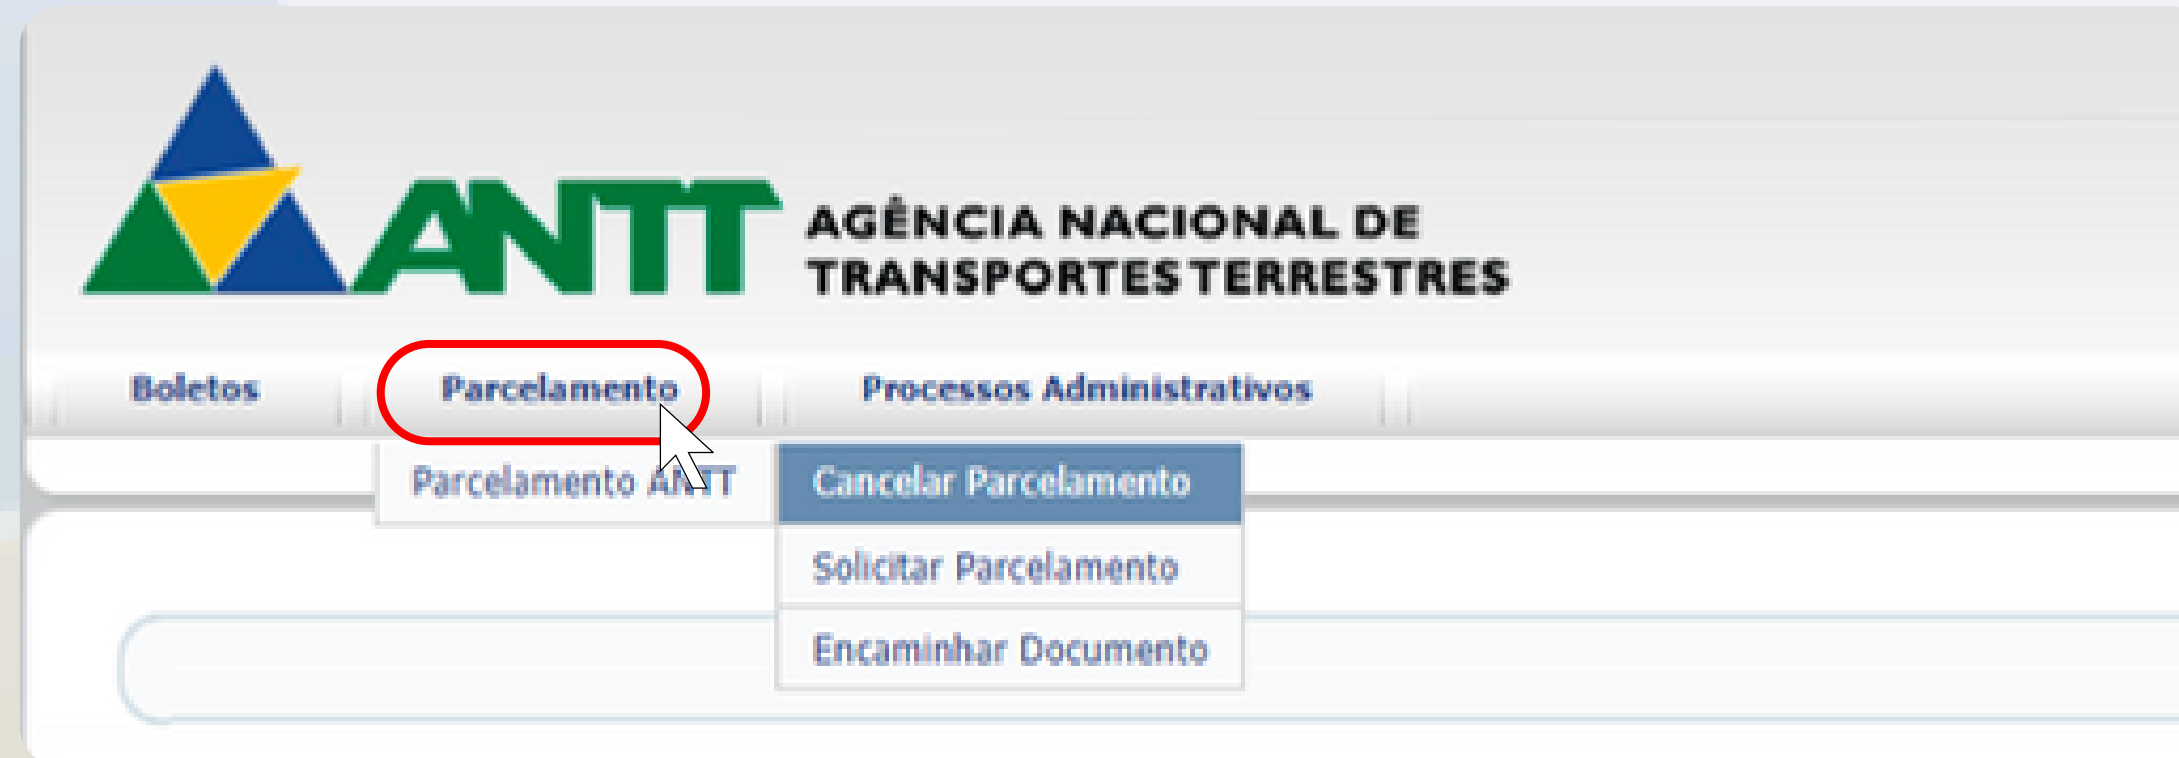 ANTT
AGÊNCIA NACIONAL DE
TRANSPORTES TERRESTRES
Boletos
Parcelamento
Processos Administrativos
Parcelamento ANTT
Cancelar Parcelamento
Solicitar Parcelamento
Encaminhar Documento